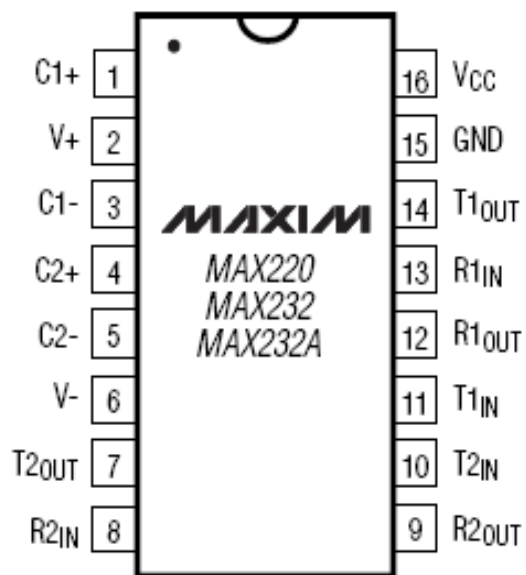 C1+ 1
V+ 2
C1- 3
C2+ 4
C2- 5
V- 6
T2OUT 7
R2IN 8
MAXIM
MAX220
MAX232
MAX232A
16 VCC
15 GND
14 T1OUT
13 R1IN
12 R1OUT
11 T1IN
10 T2IN
9 R2OUT